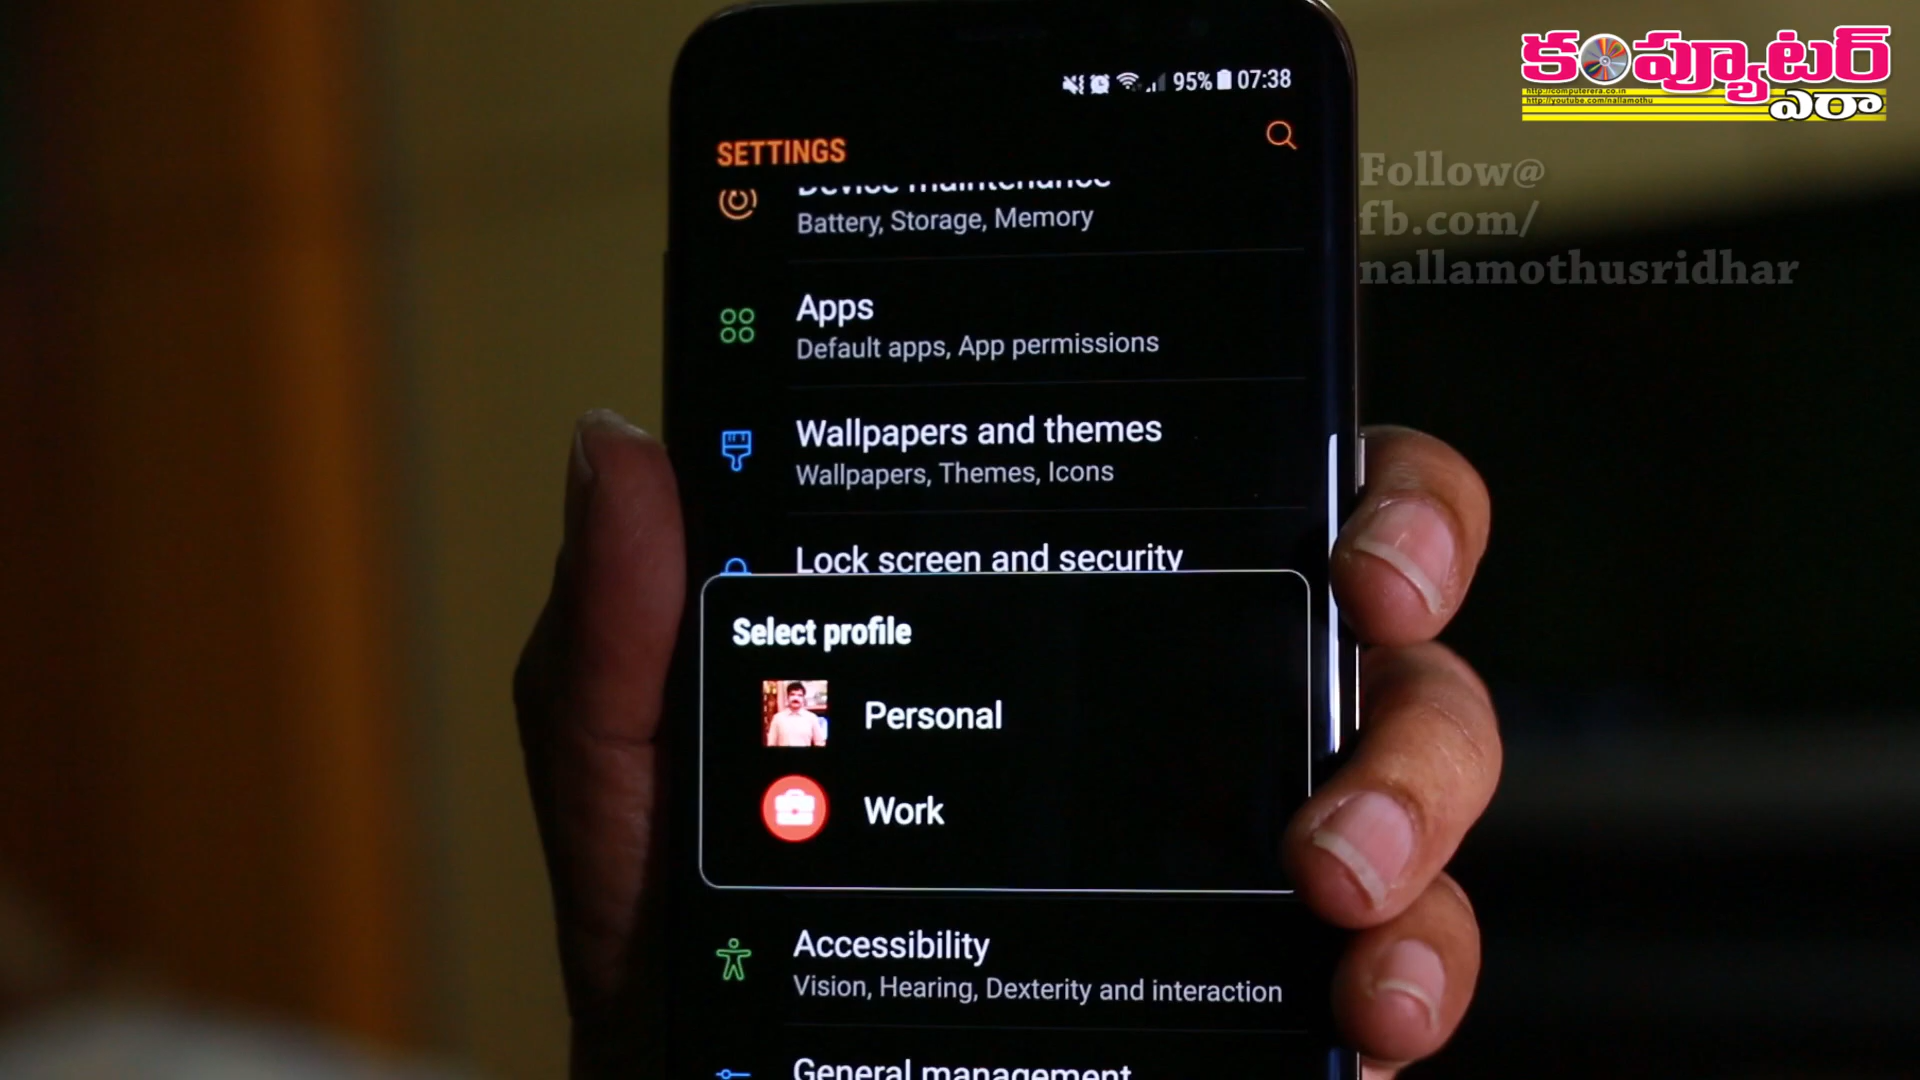 కంప్యూటర్
ఎరా
http://computerera.co.in
http://youtube.com/nallamothu
Follow@
fb.com/
nallamothusridhar
95% 07:38
SETTINGS
Device maintenance
Battery, Storage, Memory
Apps
Default apps, App permissions
Wallpapers and themes
Wallpapers, Themes, Icons
Lock screen and security
Select profile
Personal
Work
Accessibility
Vision, Hearing, Dexterity and interaction
General management